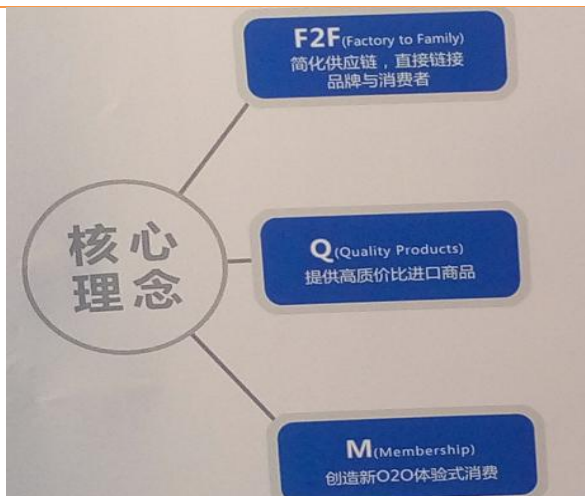 F2F(Factory to Family)
简化供应链，直接链接
品牌与消费者
核心
理念
Q(Quality Products)
提供高质价比进口商品
M(Membership)
创造新O2O体验式消费